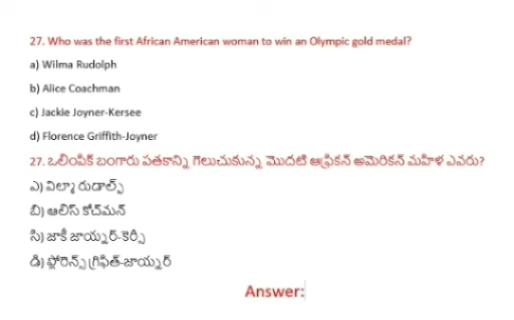 27. Who was the first African American woman to win an Olympic gold medal?
a) Wilma Rudolph
b) Alice Coachman
c) Jackie Joyner-Kersee
d) Florence Griffith-Joyner
27. ఒలింపిక్ బంగారు పతకాన్ని గెలుచుకున్న మొదటి ఆఫ్రికన్ అమెరికన్ మహిళ ఎవరు?
ఎ) విల్మా రుడాల్ఫ్
బి) ఆలిస్ కోచ్‌మన్
సి) జాకీ జాయ్నర్-కెర్సీ
డి) ఫ్లోరెన్స్ గ్రిఫిత్-జాయ్నర్
Answer: